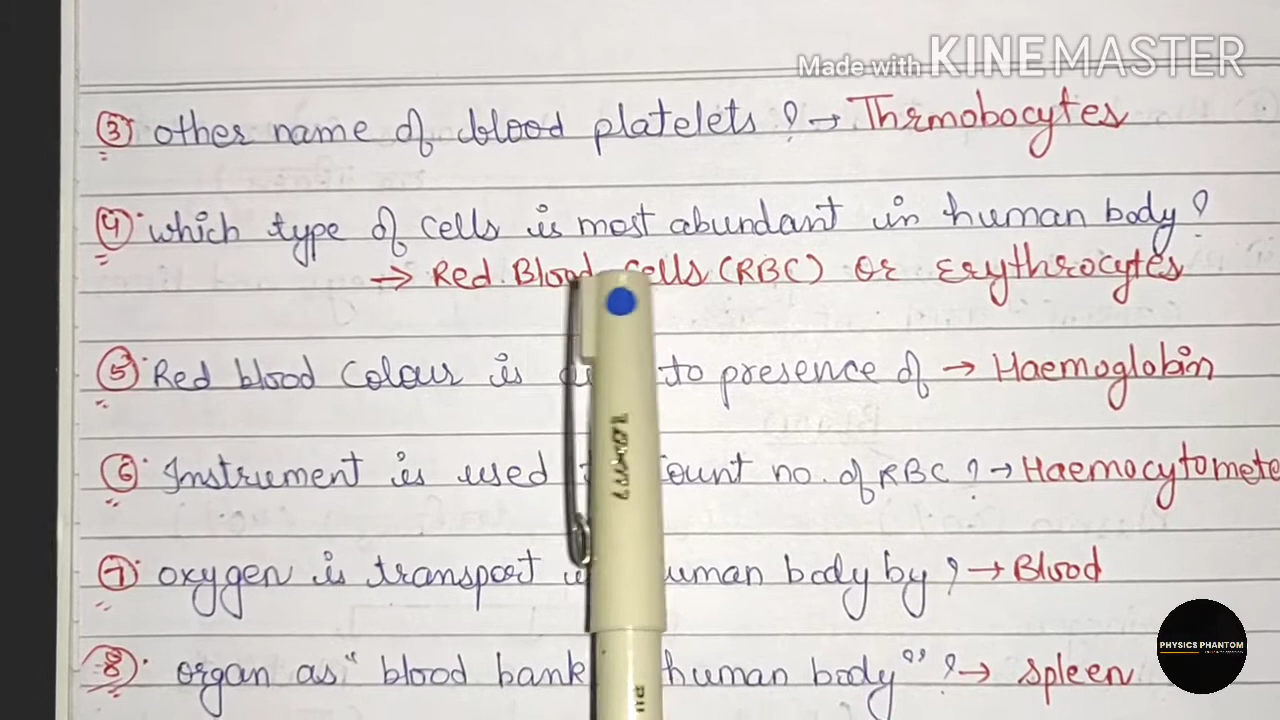 Made with KINEMASTER
③ other name of blood platelets ? → Thrmobocytes
④ which type of cells is most abundant in human body ?
→ Red Blood Cells (RBC) or Erythrocytes
⑤ Red blood Colour is to presence of → Haemoglobin
⑥ Instrument is used count no. of RBC ? → Haemocytomete
⑦ oxygen is transport human body by ? → Blood
⑧ organ as "blood bank human body" ? → spleen
PHYSICS PHANTOM